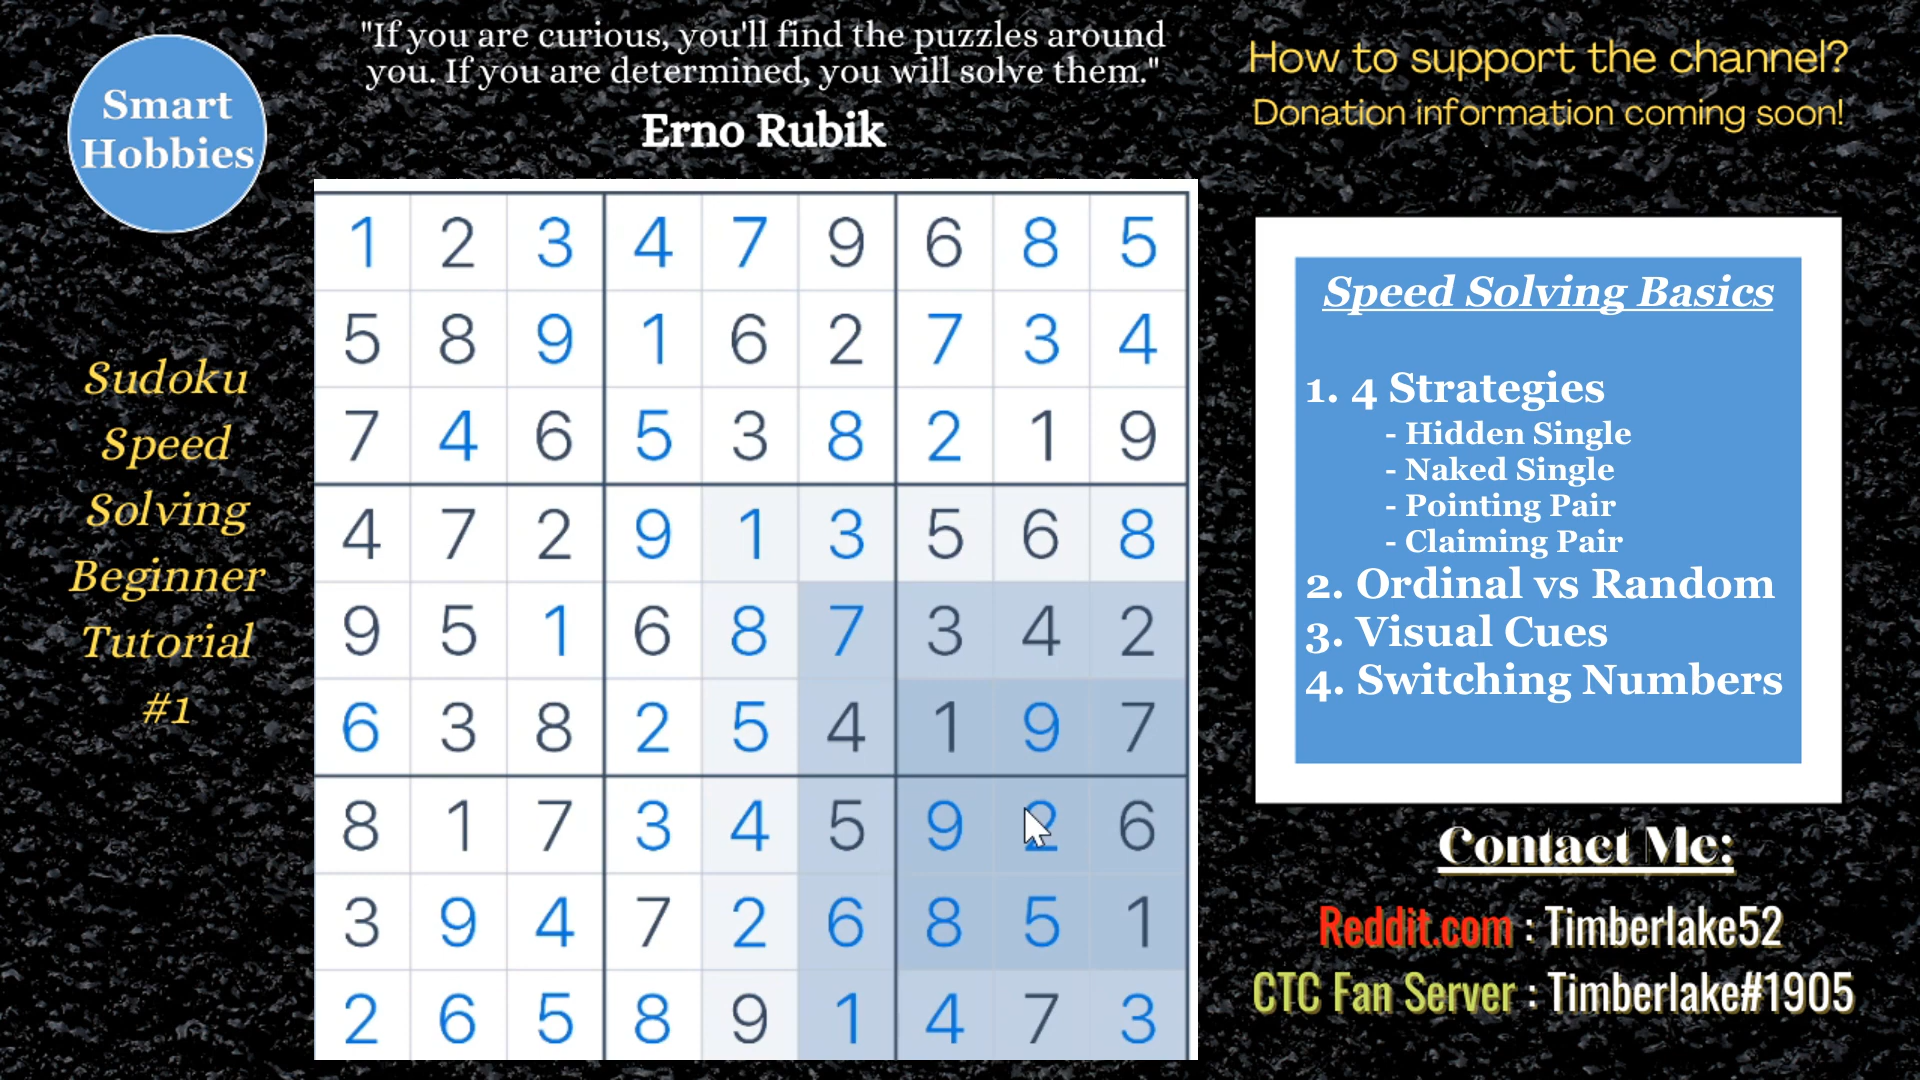 Smart
Hobbies
"If you are curious, you'll find the puzzles around
you. If you are determined, you will solve them."
Erno Rubik
How to support the channel?
Donation information coming soon!
Sudoku
Speed
Solving
Beginner
Tutorial
#1
1 2 3 4 7 9 6 8 5
5 8 9 1 6 2 7 3 4
7 4 6 5 3 8 2 1 9
4 7 2 9 1 3 5 6 8
9 5 1 6 8 7 3 4 2
6 3 8 2 5 4 1 9 7
8 1 7 3 4 5 9 2 6
3 9 4 7 2 6 8 5 1
2 6 5 8 9 1 4 7 3
Speed Solving Basics
1. 4 Strategies
- Hidden Single
- Naked Single
- Pointing Pair
- Claiming Pair
2. Ordinal vs Random
3. Visual Cues
4. Switching Numbers
Contact Me:
Reddit.com : Timberlake52
CTC Fan Server : Timberlake#1905